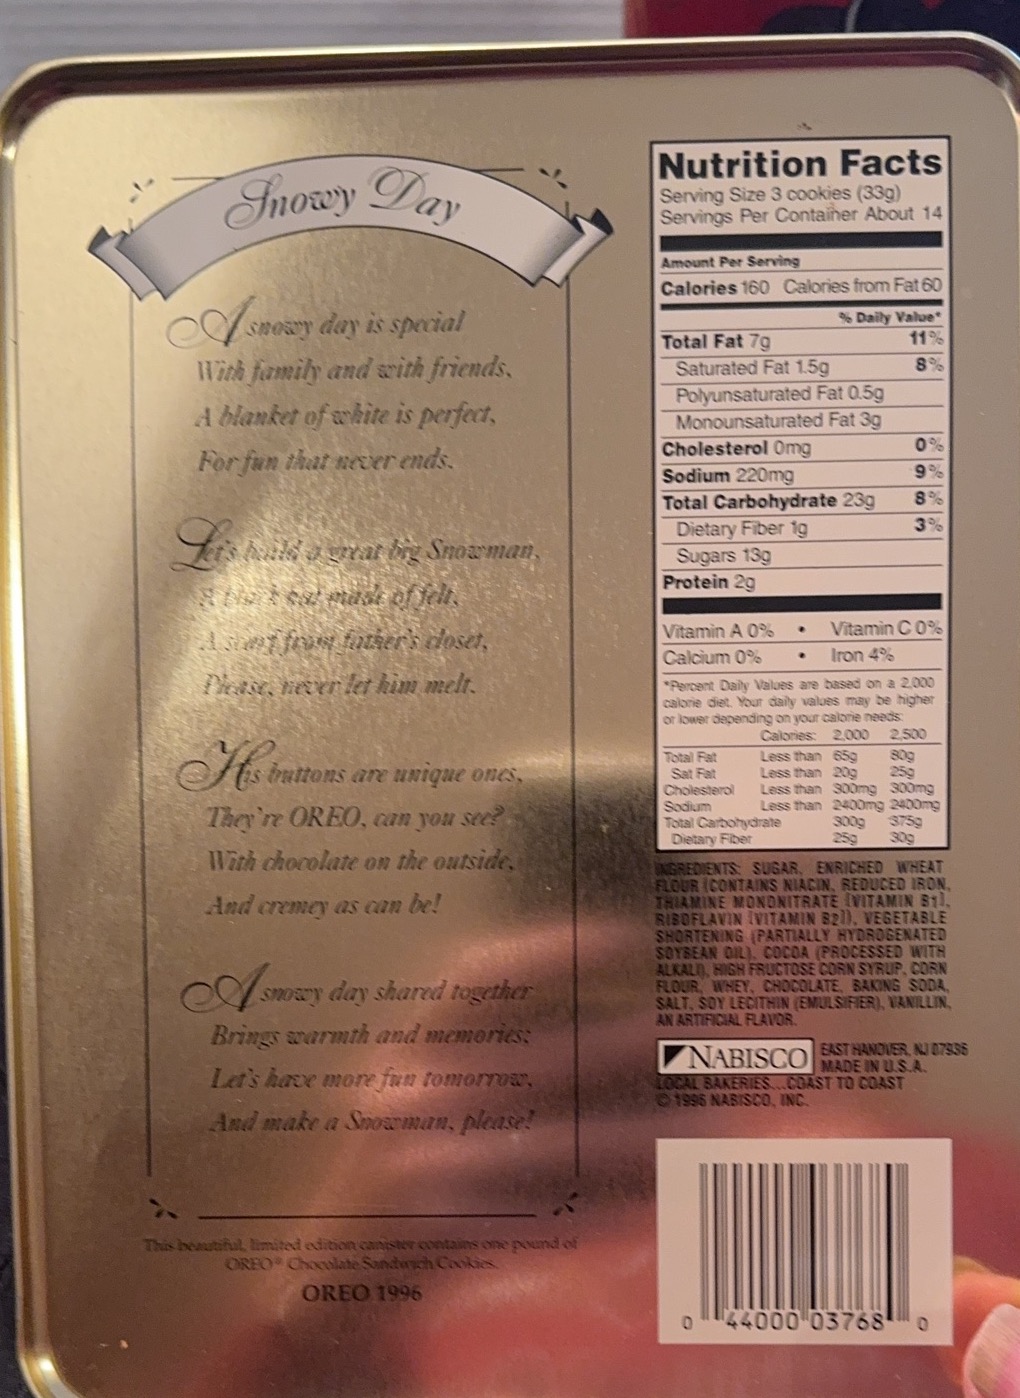 Snowy Day
A snowy day is special
With family and with friends,
A blanket of white is perfect,
For fun that never ends.
Let's build a great big Snowman,
A black hat made of felt,
A scarf from father's closet,
Please, never let him melt.
His buttons are unique ones,
They're OREO, can you see?
With chocolate on the outside,
And cremey as can be!
A snowy day shared together
Brings warmth and memories;
Let's have more fun tomorrow,
And make a Snowman, please!
This beautiful, limited edition canister contains one pound of
OREO® Chocolate Sandwich Cookies.
OREO 1996
Nutrition Facts
Serving Size 3 cookies (33g)
Servings Per Container About 14
Amount Per Serving
Calories 160 Calories from Fat 60
% Daily Value*
Total Fat 7g 11%
Saturated Fat 1.5g 8%
Polyunsaturated Fat 0.5g
Monounsaturated Fat 3g
Cholesterol 0mg 0%
Sodium 220mg 9%
Total Carbohydrate 23g 8%
Dietary Fiber 1g 3%
Sugars 13g
Protein 2g
Vitamin A 0% • Vitamin C 0%
Calcium 0% • Iron 4%
*Percent Daily Values are based on a 2,000
calorie diet. Your daily values may be higher
or lower depending on your calorie needs:
Calories: 2,000 2,500
Total Fat Less than 65g 80g
Sat Fat Less than 20g 25g
Cholesterol Less than 300mg 300mg
Sodium Less than 2400mg 2400mg
Total Carbohydrate 300g 375g
Dietary Fiber 25g 30g
INGREDIENTS: SUGAR, ENRICHED WHEAT
FLOUR (CONTAINS NIACIN, REDUCED IRON,
THIAMINE MONONITRATE [VITAMIN B1],
RIBOFLAVIN [VITAMIN B2]), VEGETABLE
SHORTENING (PARTIALLY HYDROGENATED
SOYBEAN OIL), COCOA (PROCESSED WITH
ALKALI), HIGH FRUCTOSE CORN SYRUP, CORN
FLOUR, WHEY, CHOCOLATE, BAKING SODA,
SALT, SOY LECITHIN (EMULSIFIER), VANILLIN,
AN ARTIFICIAL FLAVOR.
NABISCO EAST HANOVER, NJ 07936
MADE IN U.S.A.
LOCAL BAKERIES...COAST TO COAST
© 1996 NABISCO, INC.
0 44000 03768 0